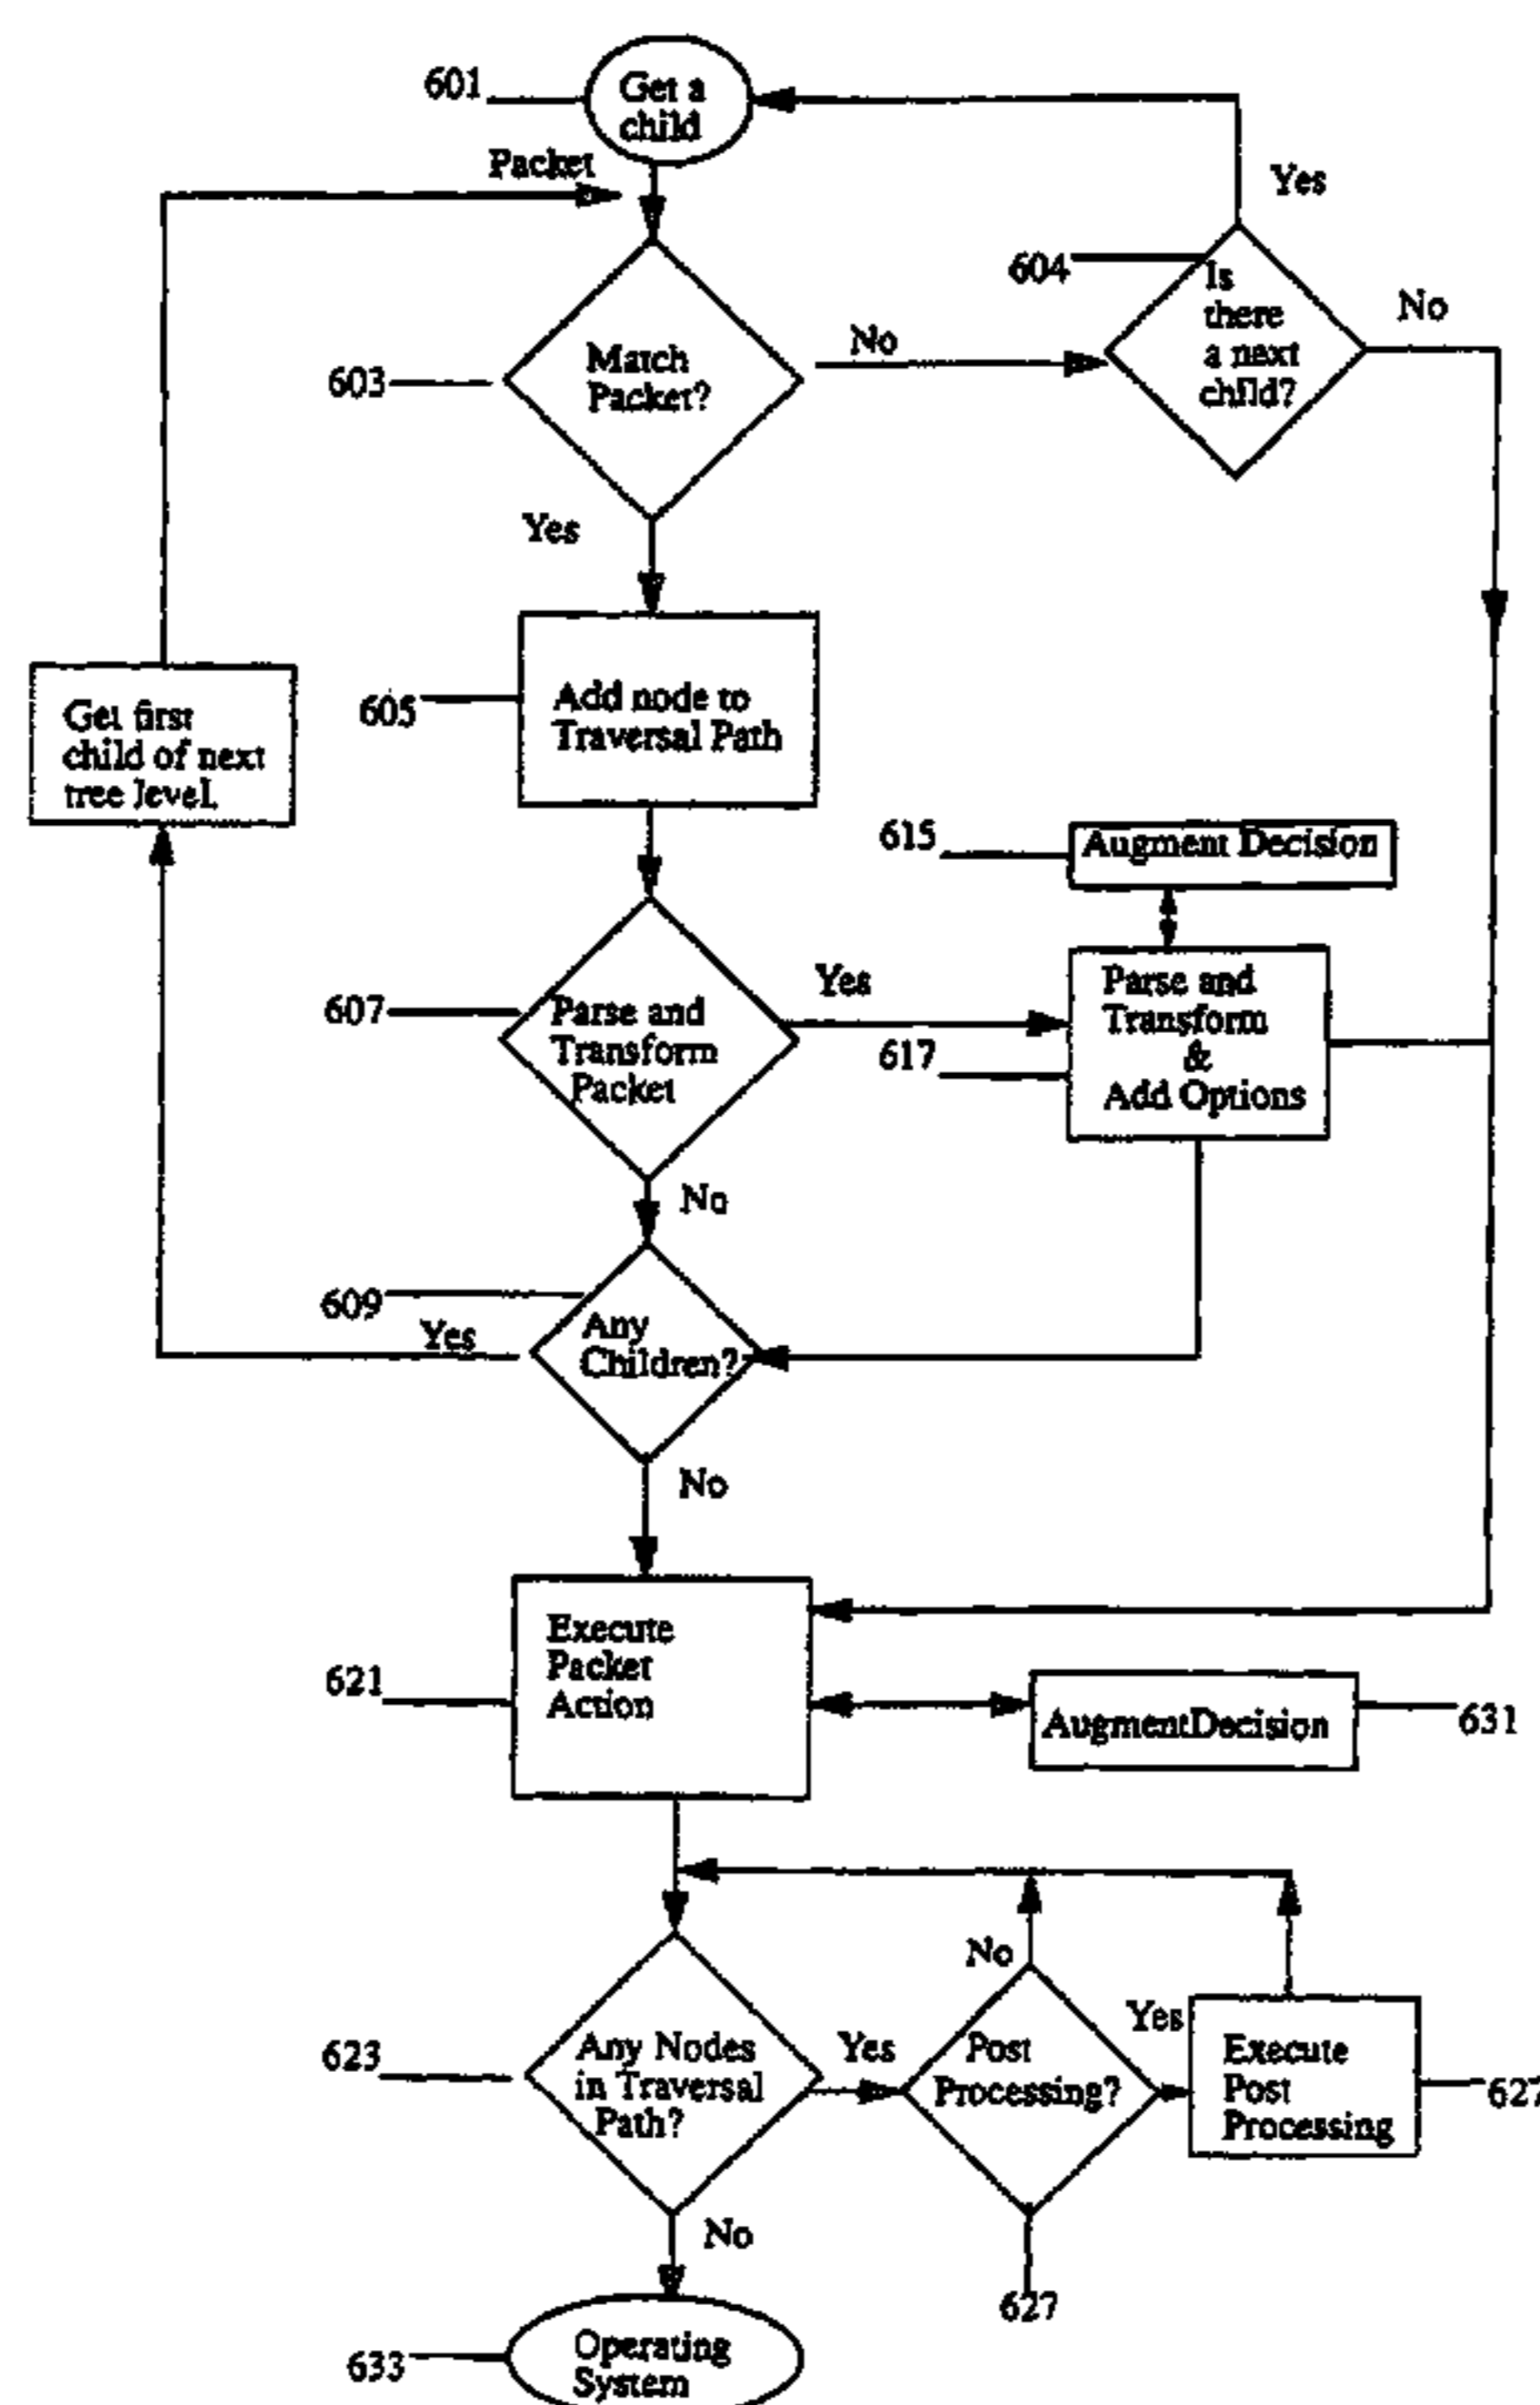 601
Get a
child
Packet
Yes
604
Is
there
a next
child?
No
603
Match
Packet?
No
Yes
605
Add node to
Traversal Path
Get first
child of next
tree level.
615
Augment Decision
607
Parse and
Transform
Packet
Yes
617
Parse and
Transform
&
Add Options
No
609
Any
Children?
Yes
No
621
Execute
Packet
Action
AugmentDecision
631
623
Any Nodes
in Traversal
Path?
Yes
No
Post
Processing?
Yes
Execute
Post
Processing
627
627
No
633
Operating
System